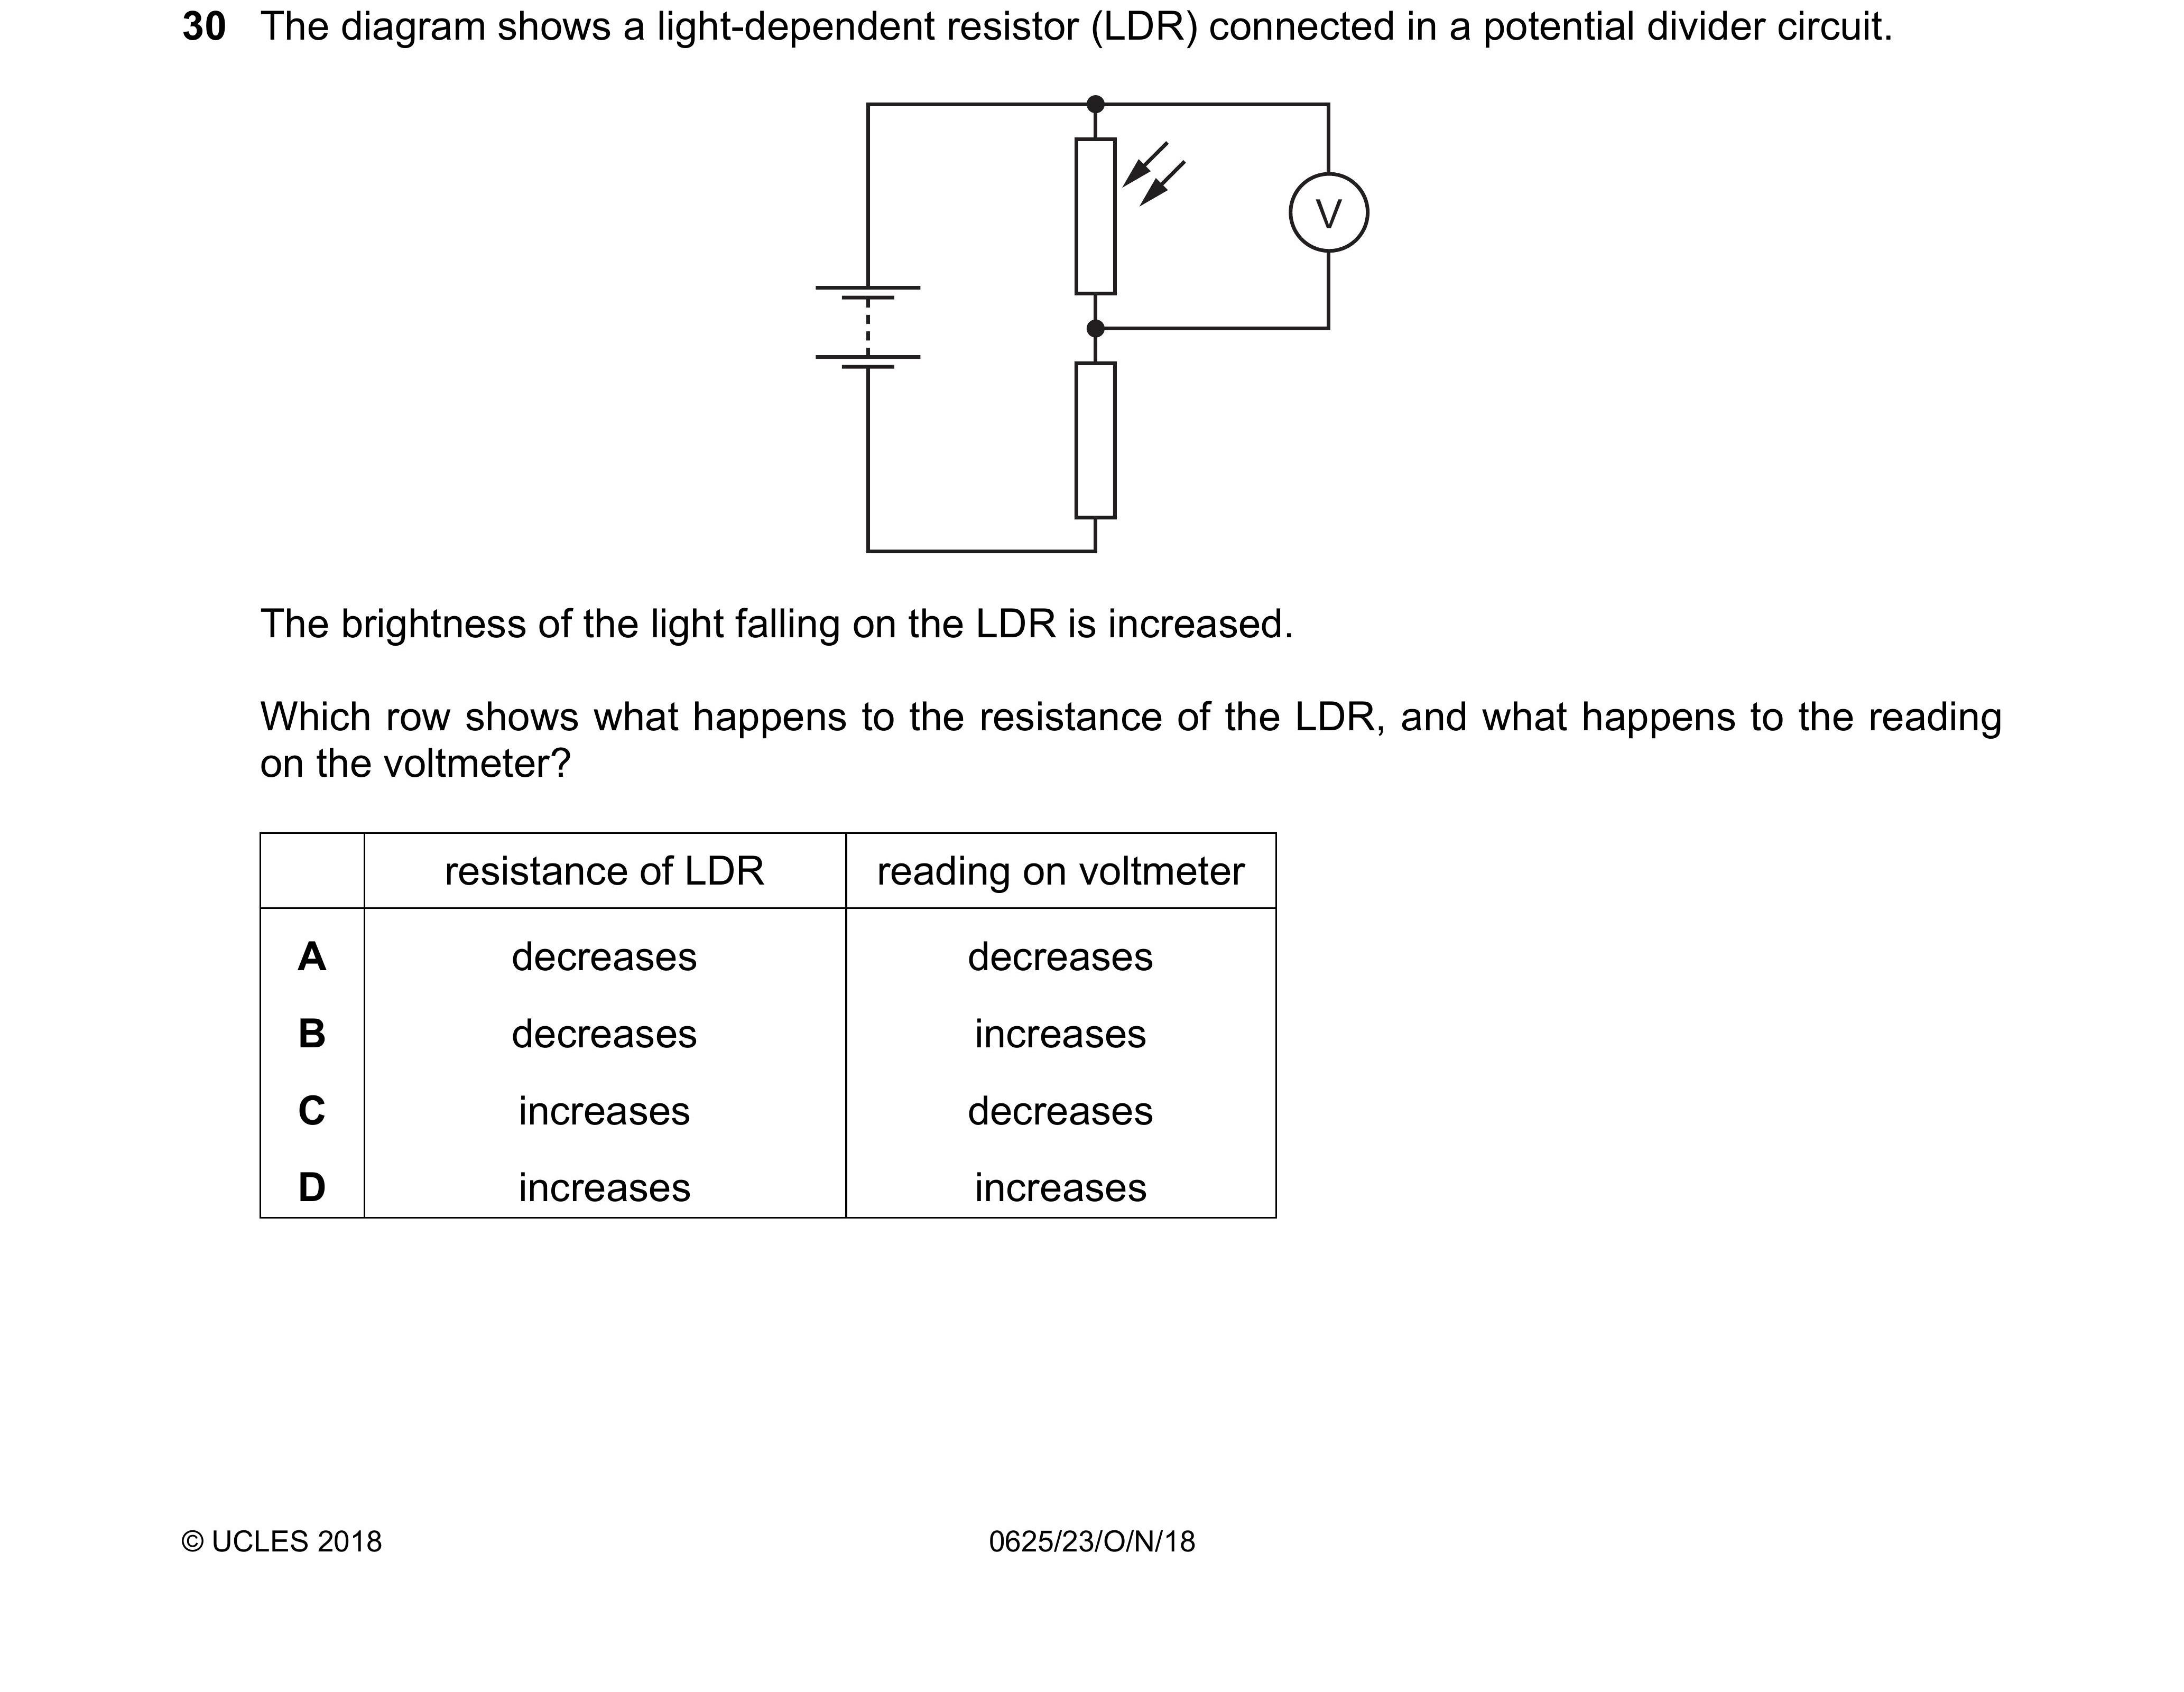 30 The diagram shows a light-dependent resistor (LDR) connected in a potential divider circuit.
V
The brightness of the light falling on the LDR is increased.
Which row shows what happens to the resistance of the LDR, and what happens to the reading
on the voltmeter?
resistance of LDR reading on voltmeter
A decreases decreases
B decreases increases
C increases decreases
D increases increases
© UCLES 2018 0625/23/O/N/18